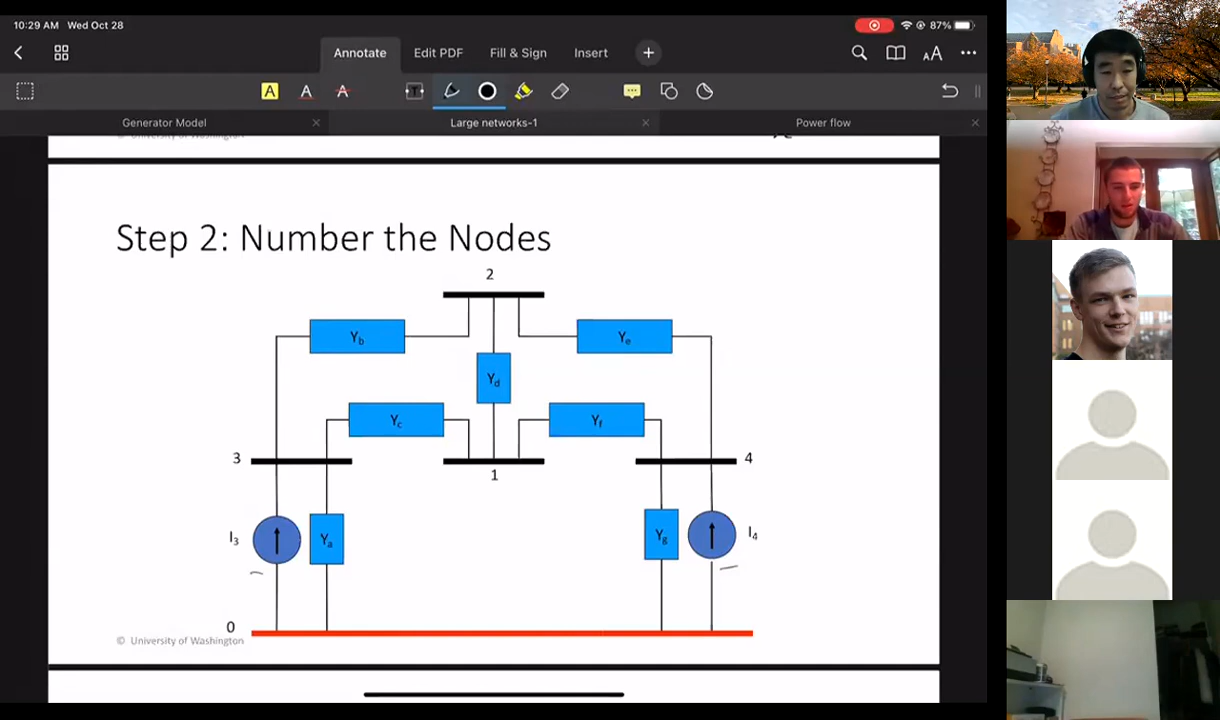 10:29 AM Wed Oct 28
87%
Annotate Edit PDF Fill & Sign Insert +
AA
A A A T
Generator Model × Large networks-1 × Power flow ×
Step 2: Number the Nodes
2
Yb
Ye
Yd
Yc
Yf
3
4
1
I3
Ya
Yg
I4
0
© University of Washington